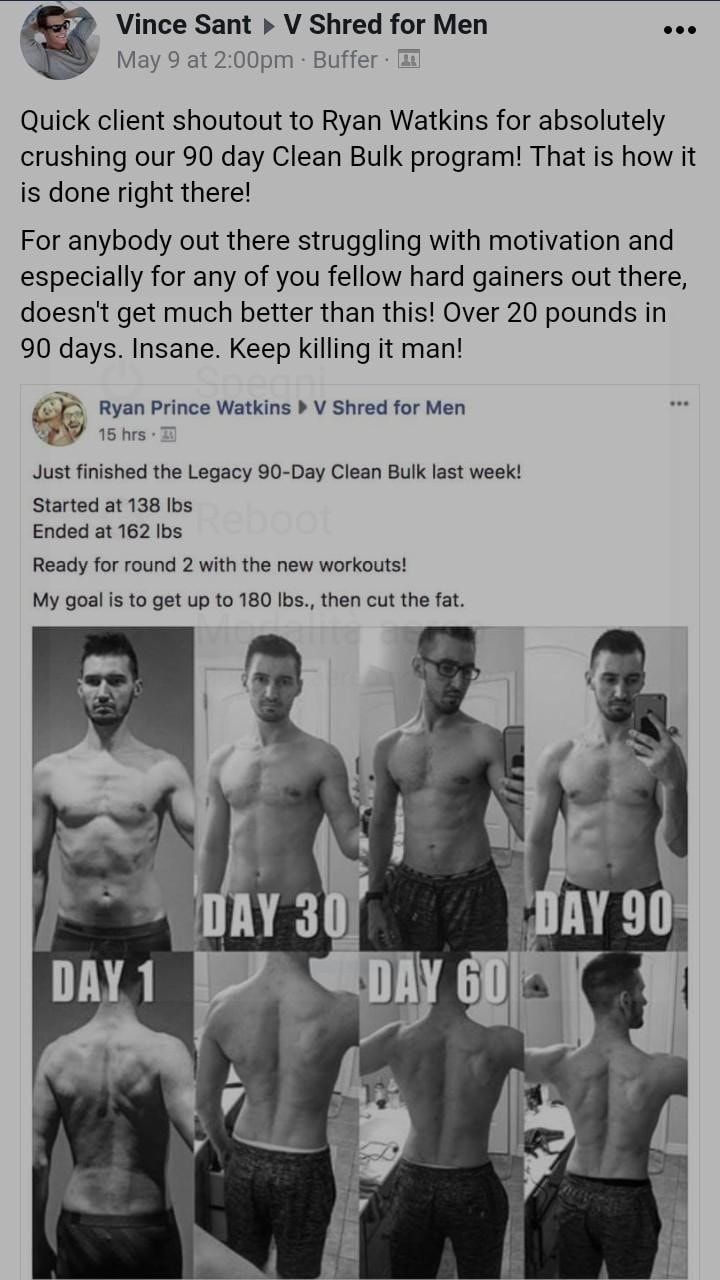 Vince Sant ▸ V Shred for Men
May 9 at 2:00pm · Buffer ·
Quick client shoutout to Ryan Watkins for absolutely
crushing our 90 day Clean Bulk program! That is how it
is done right there!
For anybody out there struggling with motivation and
especially for any of you fellow hard gainers out there,
doesn't get much better than this! Over 20 pounds in
90 days. Insane. Keep killing it man!
Spegni
Ryan Prince Watkins ▸ V Shred for Men
15 hrs ·
Just finished the Legacy 90-Day Clean Bulk last week!
Started at 138 lbs
Reboot
Ended at 162 lbs
Ready for round 2 with the new workouts!
My goal is to get up to 180 lbs., then cut the fat.
Modalità aereo
DAY 30
DAY 90
DAY 1
DAY 60